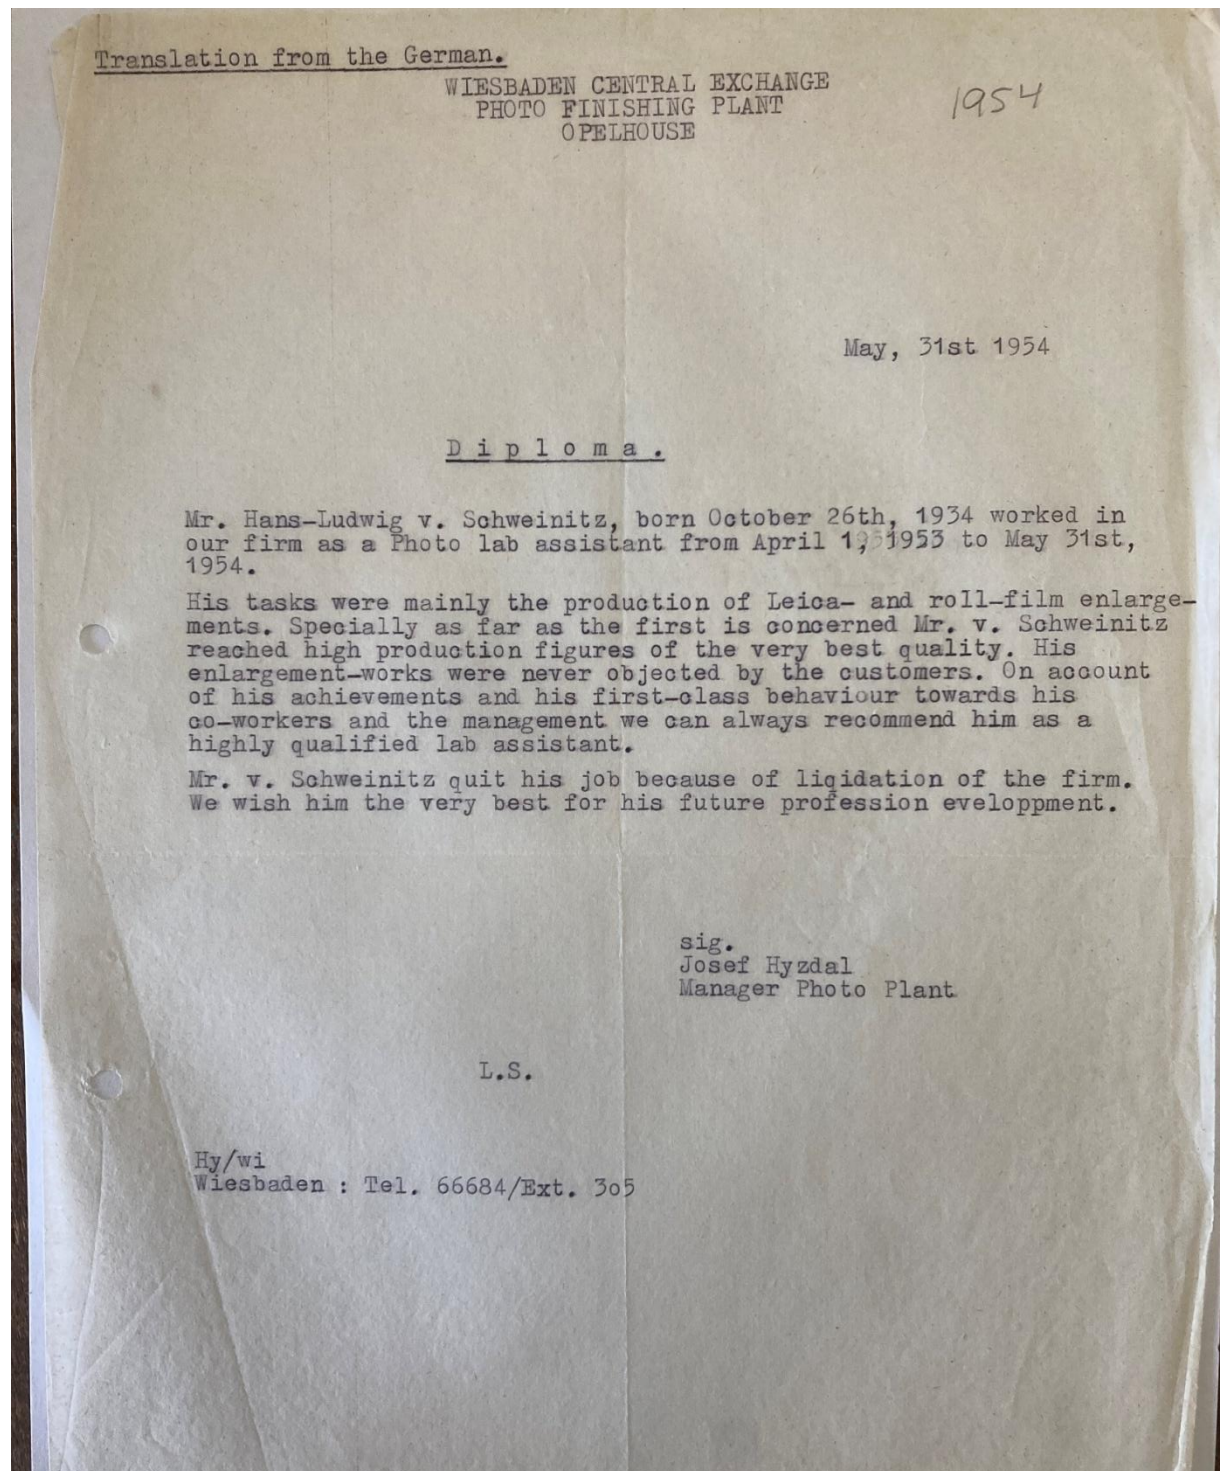 Translation from the German.
WIESBADEN CENTRAL EXCHANGE
PHOTO FINISHING PLANT
OPELHOUSE
1954
May, 31st 1954
Diploma.
Mr. Hans-Ludwig v. Schweinitz, born October 26th, 1934 worked in
our firm as a Photo lab assistant from April 1, 1953 to May 31st,
1954.
His tasks were mainly the production of Leica- and roll-film enlarge-
ments. Specially as far as the first is concerned Mr. v. Schweinitz
reached high production figures of the very best quality. His
enlargement-works were never objected by the customers. On account
of his achievements and his first-class behaviour towards his
co-workers and the management we can always recommend him as a
highly qualified lab assistant.
Mr. v. Schweinitz quit his job because of liqidation of the firm.
We wish him the very best for his future profession eveloppment.
sig.
Josef Hyzdal
Manager Photo Plant
L.S.
Hy/wi
Wiesbaden : Tel. 66684/Ext. 3o5